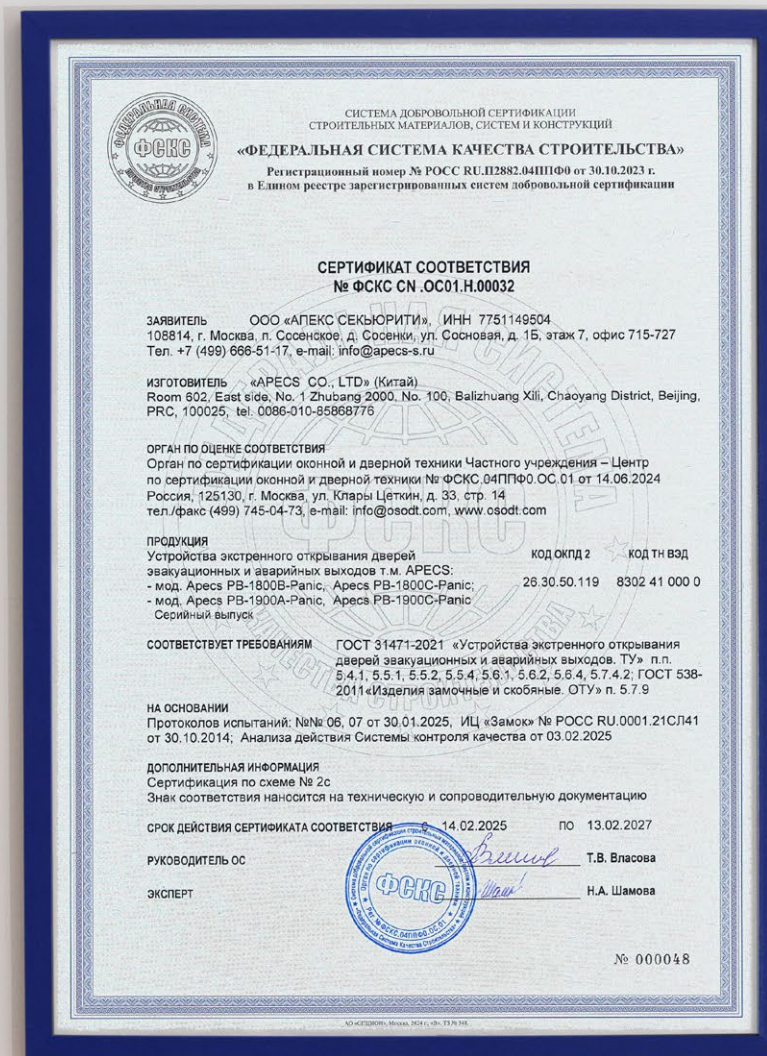 ФЕДЕРАЛЬНАЯ СИСТЕМА
ФСКС
КАЧЕСТВА СТРОИТЕЛЬСТВА
СИСТЕМА ДОБРОВОЛЬНОЙ СЕРТИФИКАЦИИ
СТРОИТЕЛЬНЫХ МАТЕРИАЛОВ, СИСТЕМ И КОНСТРУКЦИЙ
«ФЕДЕРАЛЬНАЯ СИСТЕМА КАЧЕСТВА СТРОИТЕЛЬСТВА»
Регистрационный номер № РОСС RU.П2882.04ППФ0 от 30.10.2023 г.
в Едином реестре зарегистрированных систем добровольной сертификации
СЕРТИФИКАТ СООТВЕТСТВИЯ
№ ФСКС CN .ОС01.Н.00032
ЗАЯВИТЕЛЬ ООО «АПЕКС СЕКЬЮРИТИ», ИНН 7751149504
108814, г. Москва, п. Сосенское, д. Сосенки, ул. Сосновая, д. 1Б, этаж 7, офис 715-727
Тел. +7 (499) 666-51-17, e-mail: info@apecs-s.ru
ИЗГОТОВИТЕЛЬ «APECS CO., LTD» (Китай)
Room 602, East side, No. 1 Zhubang 2000, No. 100, Balizhuang Xili, Chaoyang District, Beijing,
PRC, 100025, tel. 0086-010-85868776
ОРГАН ПО ОЦЕНКЕ СООТВЕТСТВИЯ
Орган по сертификации оконной и дверной техники Частного учреждения – Центр
по сертификации оконной и дверной техники № ФСКС.04ППФ0.ОС.01 от 14.06.2024
Россия, 125130, г. Москва, ул. Клары Цеткин, д. 33, стр. 14
тел./факс (499) 745-04-73, e-mail: info@osodt.com, www.osodt.com
ПРОДУКЦИЯ
Устройства экстренного открывания дверей КОД ОКПД 2 КОД ТН ВЭД
эвакуационных и аварийных выходов т.м. APECS:
- мод. Apecs PB-1800B-Panic, Apecs PB-1800C-Panic; 26.30.50.119 8302 41 000 0
- мод. Apecs PB-1900A-Panic, Apecs PB-1900C-Panic
Серийный выпуск
СООТВЕТСТВУЕТ ТРЕБОВАНИЯМ ГОСТ 31471-2021 «Устройства экстренного открывания
дверей эвакуационных и аварийных выходов. ТУ» п.п.
5.4.1, 5.5.1, 5.5.2, 5.5.4, 5.6.1, 5.6.2, 5.6.4, 5.7.4.2; ГОСТ 538-
2011«Изделия замочные и скобяные. ОТУ» п. 5.7.9
НА ОСНОВАНИИ
Протоколов испытаний: №№ 06, 07 от 30.01.2025, ИЦ «Замок» № РОСС RU.0001.21СЛ41
от 30.10.2014; Анализа действия Системы контроля качества от 03.02.2025
ДОПОЛНИТЕЛЬНАЯ ИНФОРМАЦИЯ
Сертификация по схеме № 2с
Знак соответствия наносится на техническую и сопроводительную документацию
СРОК ДЕЙСТВИЯ СЕРТИФИКАТА СООТВЕТСТВИЯ С 14.02.2025 ПО 13.02.2027
РУКОВОДИТЕЛЬ ОС Т.В. Власова
ЭКСПЕРТ Н.А. Шамова
ФСКС
№ 000048